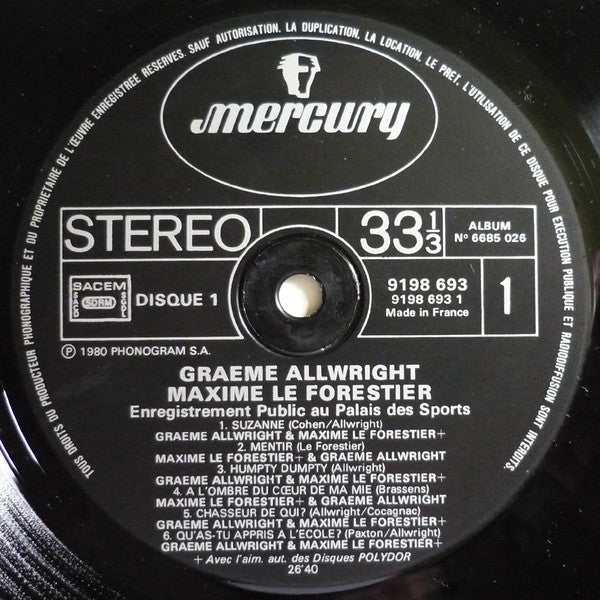 TOUS DROITS DU PRODUCTEUR PHONOGRAPHIQUE ET DU PROPRIETAIRE DE L'ŒUVRE ENREGISTREE RESERVES. SAUF AUTORISATION. LA DUPLICATION. LA LOCATION. LE PRET. L'UTILISATION DE CE DISQUE POUR EXECUTION PUBLIQUE ET RADIODIFFUSION SONT INTERDITS.
mercury
STEREO
33 1/3
ALBUM
N° 6685 026
SACEM
SACD
SDRM
SGDL
DISQUE 1
9198 693
9198 693 1
Made in France
1
℗ 1980 PHONOGRAM S.A.
GRAEME ALLWRIGHT
MAXIME LE FORESTIER
Enregistrement Public au Palais des Sports
1. SUZANNE (Cohen/Allwright)
GRAEME ALLWRIGHT & MAXIME LE FORESTIER+
2. MENTIR (Le Forestier)
MAXIME LE FORESTIER+ & GRAEME ALLWRIGHT
3. HUMPTY DUMPTY (Allwright)
GRAEME ALLWRIGHT & MAXIME LE FORESTIER+
4. A L'OMBRE DU CŒUR DE MA MIE (Brassens)
MAXIME LE FORESTIER+ & GRAEME ALLWRIGHT
5. CHASSEUR DE QUI? (Allwright/Cocagnac)
GRAEME ALLWRIGHT & MAXIME LE FORESTIER+
6. QU'AS-TU APPRIS A L'ECOLE? (Paxton/Allwright)
GRAEME ALLWRIGHT & MAXIME LE FORESTIER+
+ Avec l'aim. aut. des Disques POLYDOR
26'40